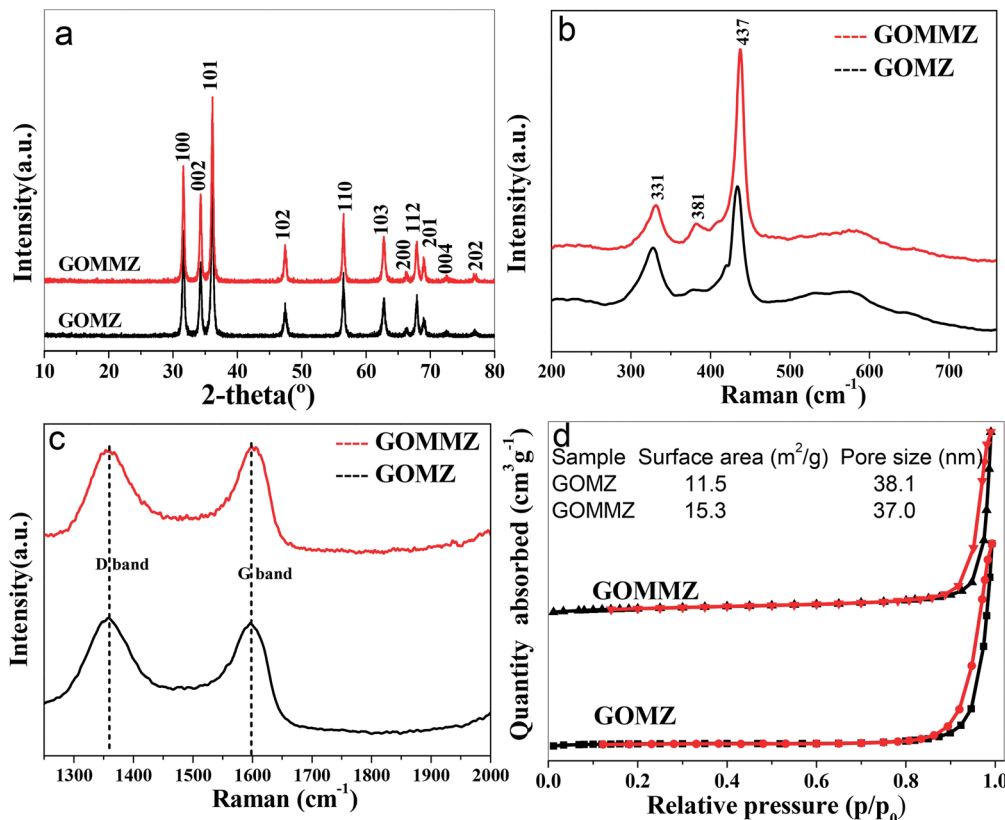 a
Intensity(a.u.)
100
002
101
102
110
103
200
112
201
004
202
GOMMZ
GOMZ
10 20 30 40 50 60 70 80
2-theta(º)
b
Intensity(a.u.)
GOMMZ
GOMZ
331
381
437
200 300 400 500 600 700
Raman (cm⁻¹)
c
Intensity(a.u.)
GOMMZ
GOMZ
D band
G band
1300 1400 1500 1600 1700 1800 1900 2000
Raman (cm⁻¹)
d
Quantity absorbed (cm³g⁻¹)
Sample Surface area (m²/g) Pore size (nm)
GOMZ 11.5 38.1
GOMMZ 15.3 37.0
GOMMZ
GOMZ
0.0 0.2 0.4 0.6 0.8 1.0
Relative pressure (p/p₀)